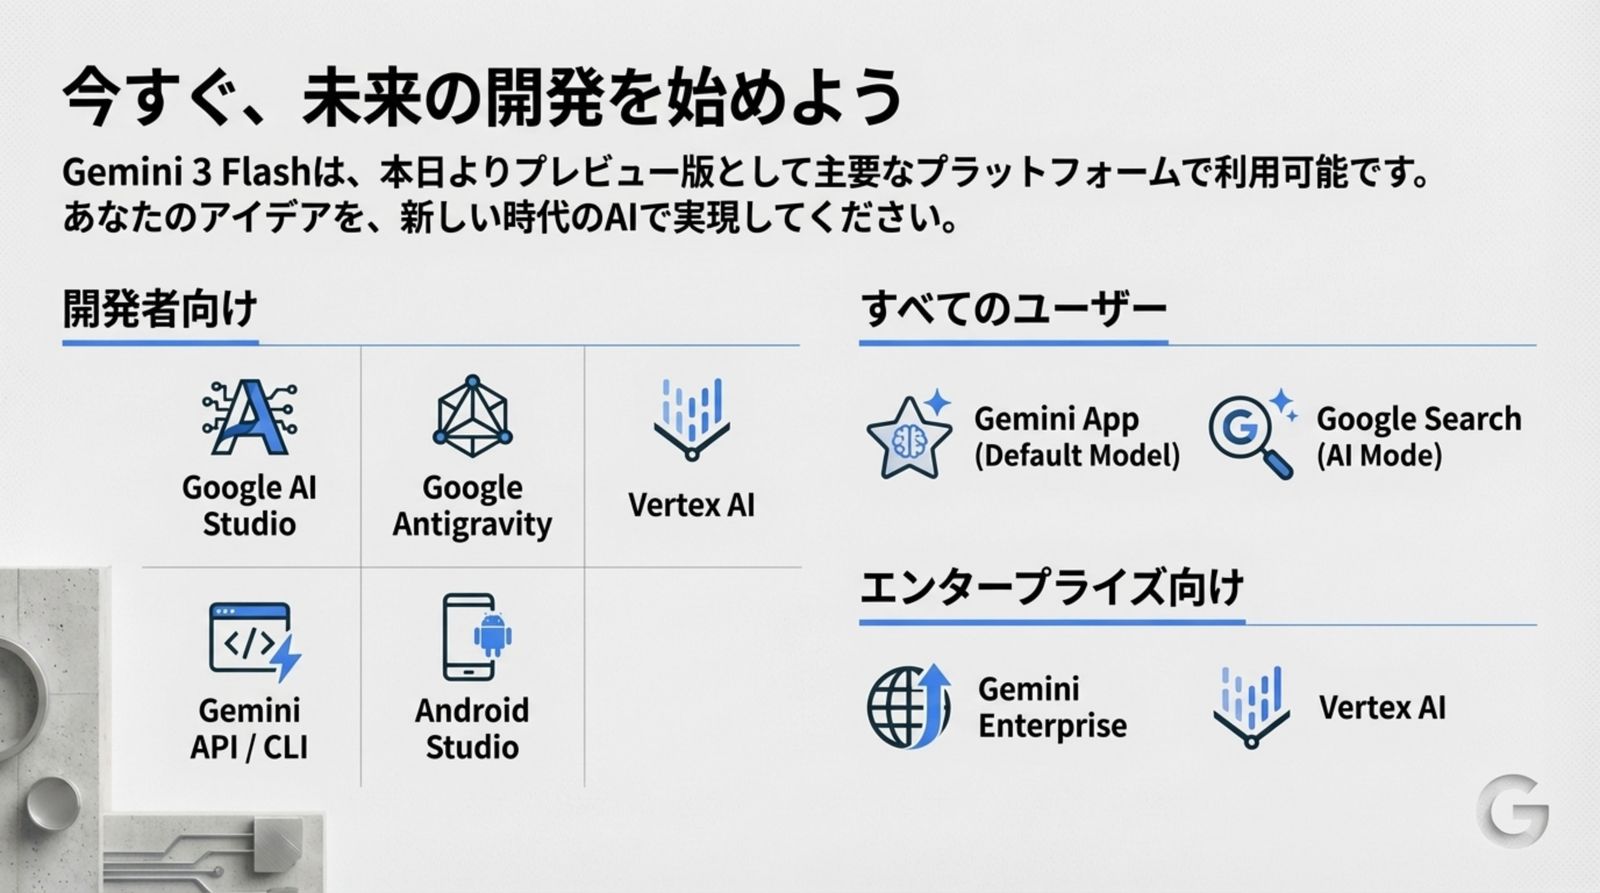 今すぐ、未来の開発を始めよう
Gemini 3 Flashは、本日よりプレビュー版として主要なプラットフォームで利用可能です。
あなたのアイデアを、新しい時代のAIで実現してください。
開発者向け
Google AI
Studio
Google
Antigravity
Vertex AI
Gemini
API / CLI
Android
Studio
すべてのユーザー
Gemini App
(Default Model)
G
Google Search
(AI Mode)
エンタープライズ向け
Gemini
Enterprise
Vertex AI
G